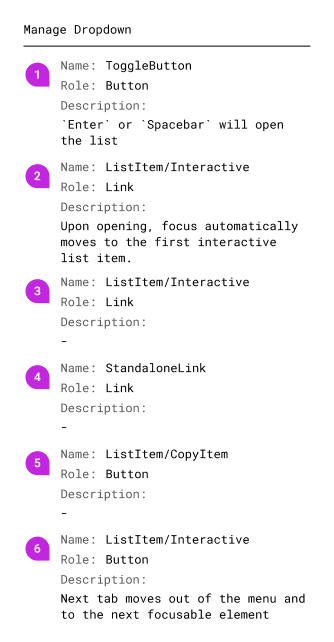 Manage Dropdown
1
Name: ToggleButton
Role: Button
Description:
`Enter` or `Spacebar` will open
the list
2
Name: ListItem/Interactive
Role: Link
Description:
Upon opening, focus automatically
moves to the first interactive
list item.
3
Name: ListItem/Interactive
Role: Link
Description:
-
4
Name: StandaloneLink
Role: Link
Description:
-
5
Name: ListItem/CopyItem
Role: Button
Description:
-
6
Name: ListItem/Interactive
Role: Button
Description:
Next tab moves out of the menu and
to the next focusable element